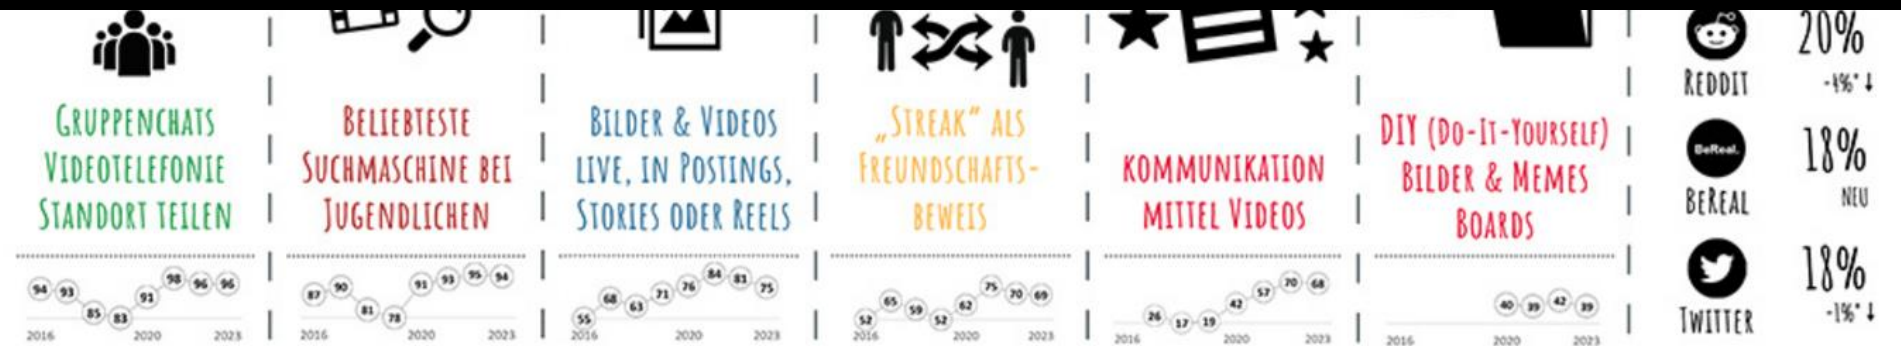 GRUPPENCHATS
VIDEOTELEFONIE
STANDORT TEILEN
94 93 85 83 91 98 96 96
2016 2020 2023
BELIEBTESTE
SUCHMASCHINE BEI
JUGENDLICHEN
87 90 81 78 91 93 95 94
2016 2020 2023
BILDER & VIDEOS
LIVE, IN POSTINGS,
STORIES ODER REELS
55 68 63 71 76 84 81 75
2016 2020 2023
„STREAK“ ALS
FREUNDSCHAFTS-
BEWEIS
52 65 59 52 62 75 70 69
2016 2020 2023
KOMMUNIKATION
MITTEL VIDEOS
26 17 19 42 57 70 68
2016 2020 2023
DIY (DO-IT-YOURSELF)
BILDER & MEMES
BOARDS
40 39 42 39
2016 2020 2023
20%
REDDIT
-4%* ↓
BeReal.
18%
BEREAL
NEU
18%
TWITTER
-1%* ↓